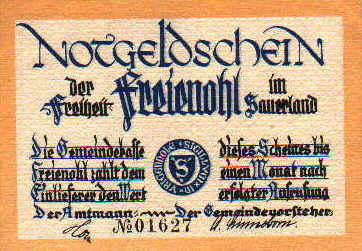 NOTGELDSCHEIN
der Freiheit Freienohl im Sauerland
Die Gemeindekasse
Freienohl zahlt dem
Einlieferer den Wert
dieses Scheines bis
einen Monat nach
erfolgter Aufrufung
Der Amtmann: Der Gemeindevorsteher:
№ 01627